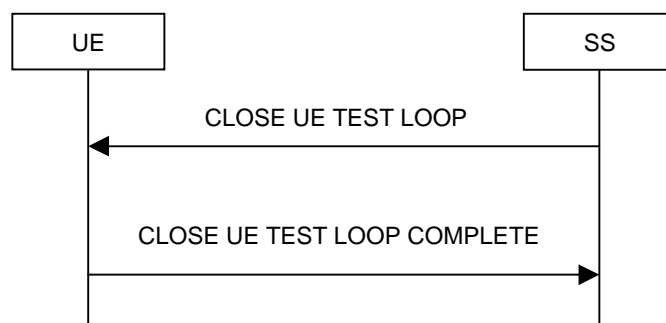 UE
SS
CLOSE UE TEST LOOP
CLOSE UE TEST LOOP COMPLETE